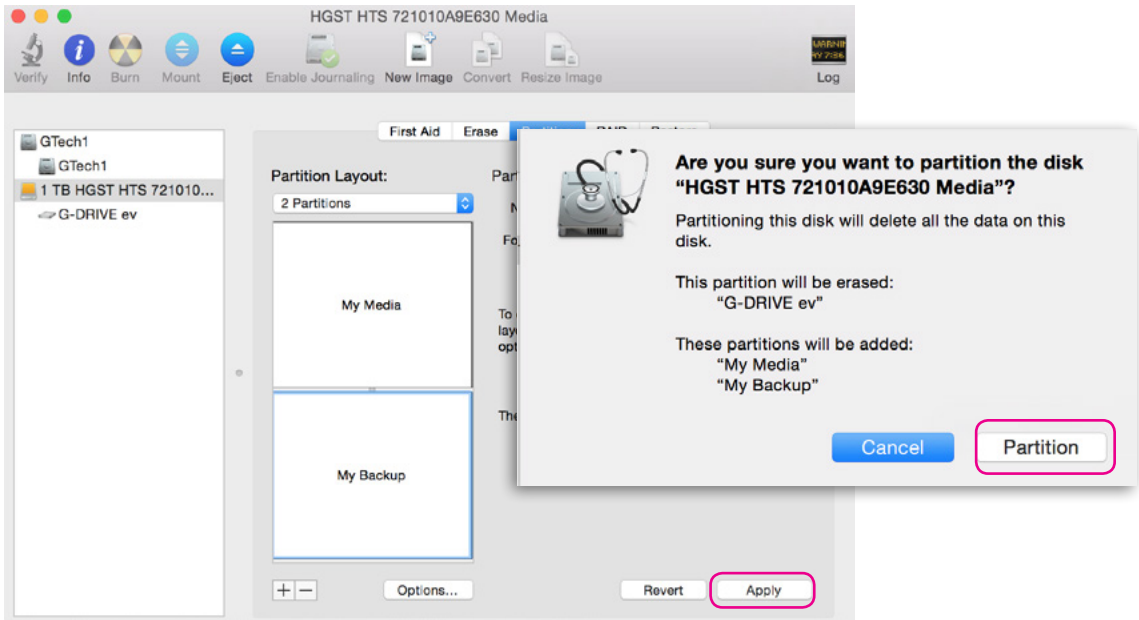 HGST HTS 721010A9E630 Media
Verify Info Burn Mount Eject Enable Journaling New Image Convert Resize Image Log
First Aid Erase
GTech1
GTech1
1 TB HGST HTS 721010...
G-DRIVE ev
Partition Layout:
2 Partitions
My Media
My Backup
Options...
Revert
Apply
Are you sure you want to partition the disk
“HGST HTS 721010A9E630 Media”?
Partitioning this disk will delete all the data on this
disk.
This partition will be erased:
“G-DRIVE ev”
These partitions will be added:
“My Media”
“My Backup”
Cancel
Partition